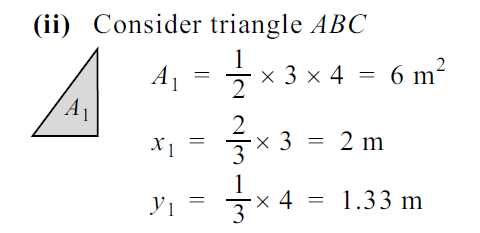 (ii) Consider triangle ABC
A₁ = 1/2 × 3 × 4 = 6 m²
A₁
x₁ = 2/3 × 3 = 2 m
y₁ = 1/3 × 4 = 1.33 m